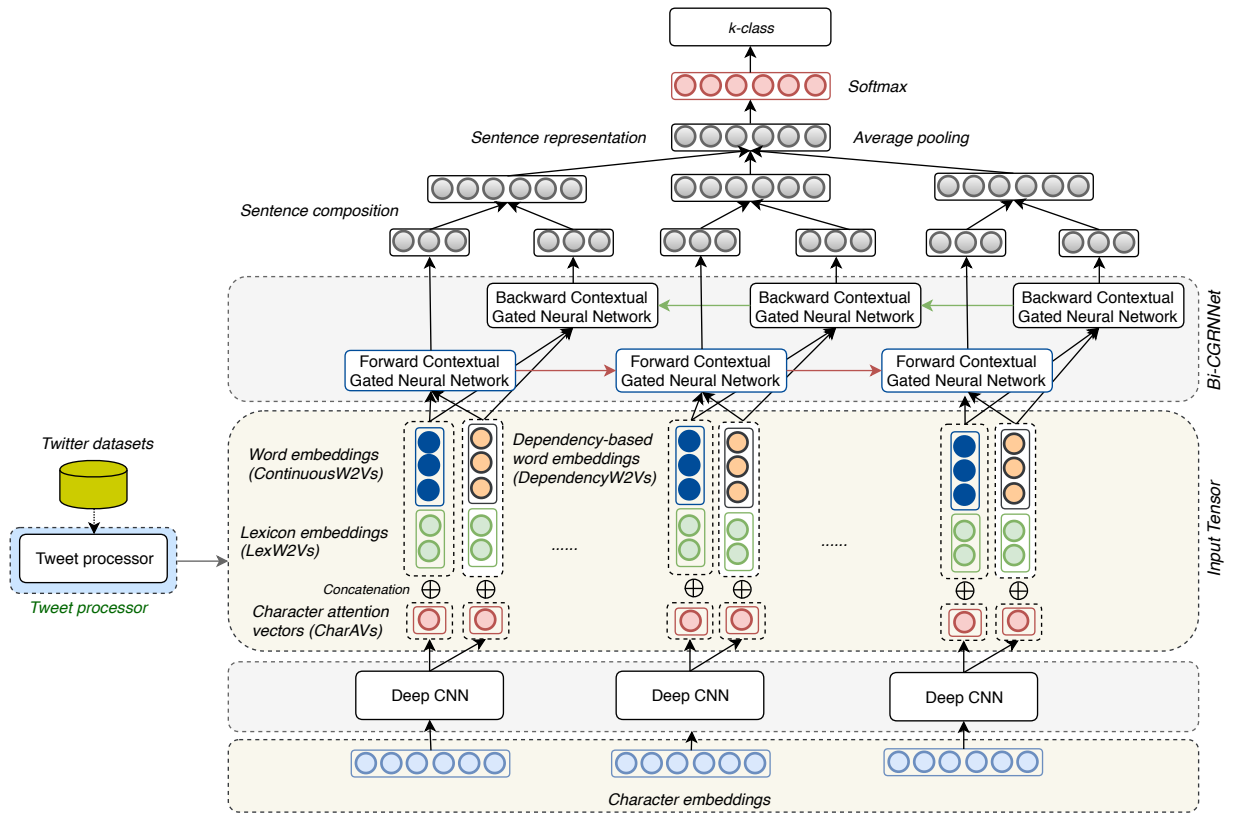 k-class
Softmax
Sentence representation
Average pooling
Sentence composition
Backward Contextual
Gated Neural Network
Backward Contextual
Gated Neural Network
Backward Contextual
Gated Neural Network
Forward Contextual
Gated Neural Network
Forward Contextual
Gated Neural Network
Forward Contextual
Gated Neural Network
Bi-CGRNNet
Twitter datasets
Tweet processor
Tweet processor
Word embeddings
(ContinuousW2Vs)
Dependency-based
word embeddings
(DependencyW2Vs)
Lexicon embeddings
(LexW2Vs)
......
......
Concatenation
Character attention
vectors (CharAVs)
Input Tensor
Deep CNN
Deep CNN
Deep CNN
Character embeddings